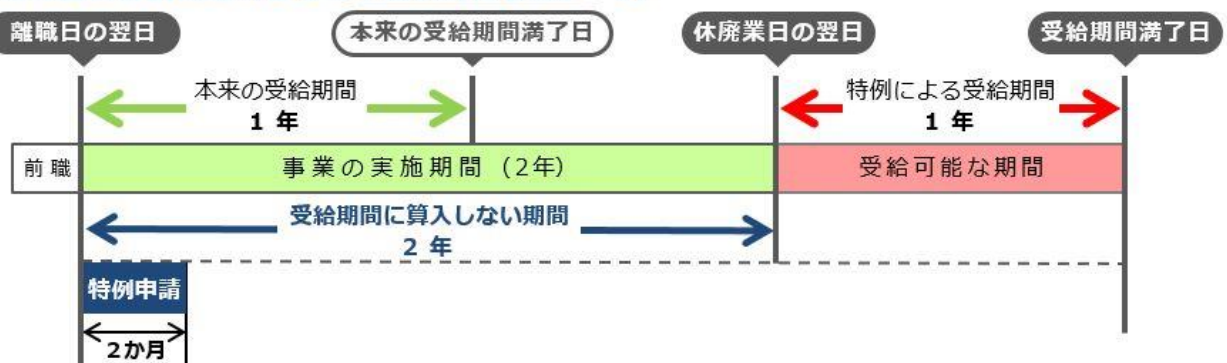 離職日の翌日
本来の受給期間満了日
休廃業日の翌日
受給期間満了日
本来の受給期間
1 年
特例による受給期間
1 年
前職
事業の実施期間 (2年)
受給可能な期間
受給期間に算入しない期間
2 年
特例申請
2か月